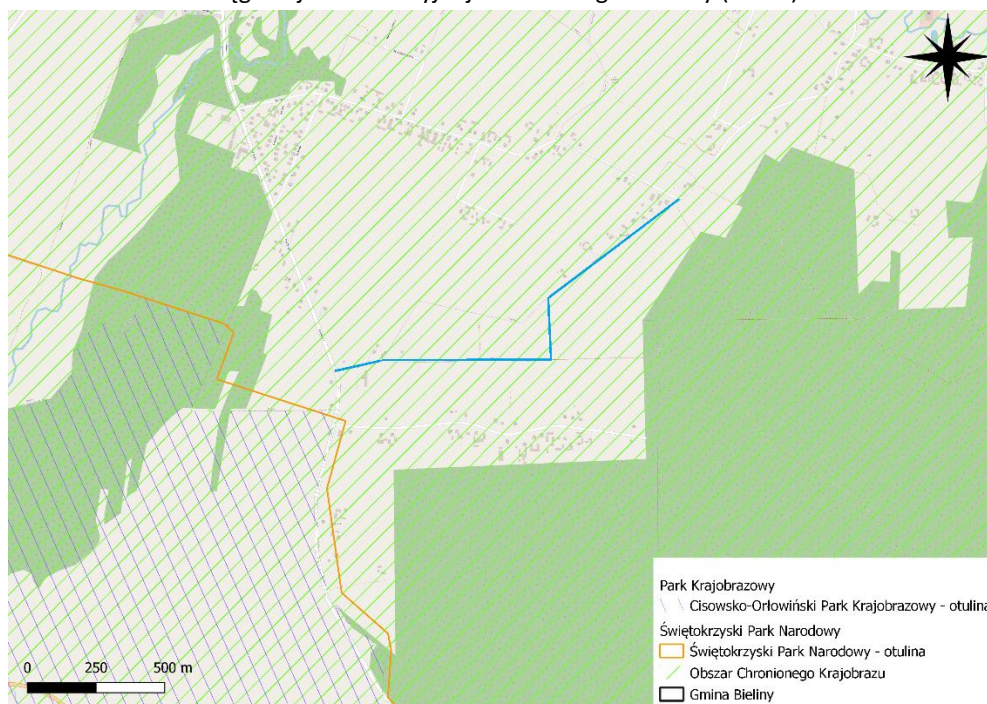 Park Krajobrazowy
Cisowsko-Orłowiński Park Krajobrazowy - otulina
Świętokrzyski Park Narodowy
Świętokrzyski Park Narodowy - otulina
Obszar Chronionego Krajobrazu
Gmina Bieliny
0 250 500 m